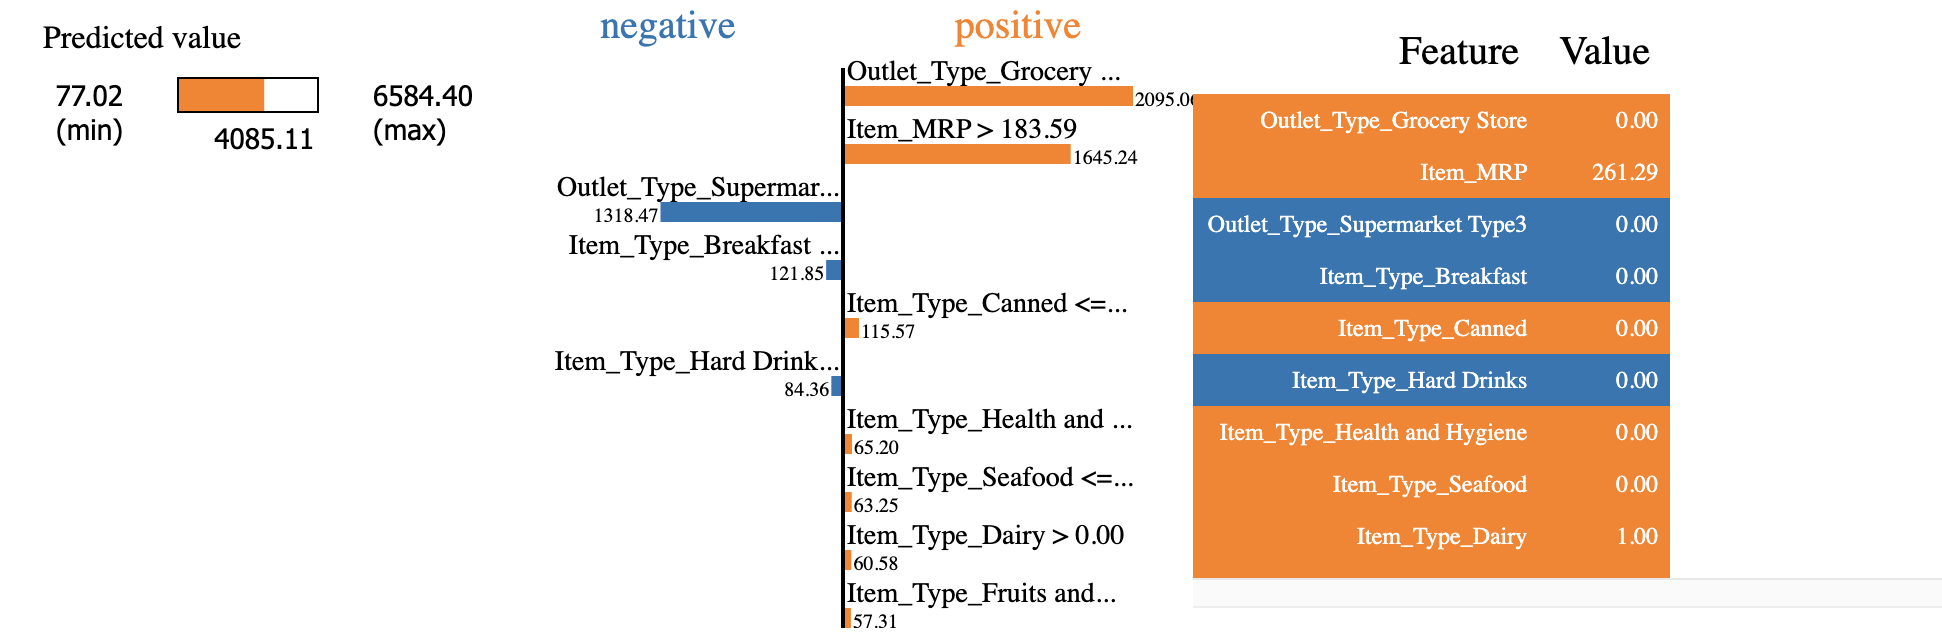 Predicted value
77.02
(min)
4085.11
6584.40
(max)
negative
positive
Outlet_Type_Grocery ...
2095.06
Item_MRP > 183.59
1645.24
Outlet_Type_Supermar...
1318.47
Item_Type_Breakfast ...
121.85
Item_Type_Canned <=...
115.57
Item_Type_Hard Drink...
84.36
Item_Type_Health and ...
65.20
Item_Type_Seafood <=...
63.25
Item_Type_Dairy > 0.00
60.58
Item_Type_Fruits and...
57.31
Feature Value
Outlet_Type_Grocery Store 0.00
Item_MRP 261.29
Outlet_Type_Supermarket Type3 0.00
Item_Type_Breakfast 0.00
Item_Type_Canned 0.00
Item_Type_Hard Drinks 0.00
Item_Type_Health and Hygiene 0.00
Item_Type_Seafood 0.00
Item_Type_Dairy 1.00